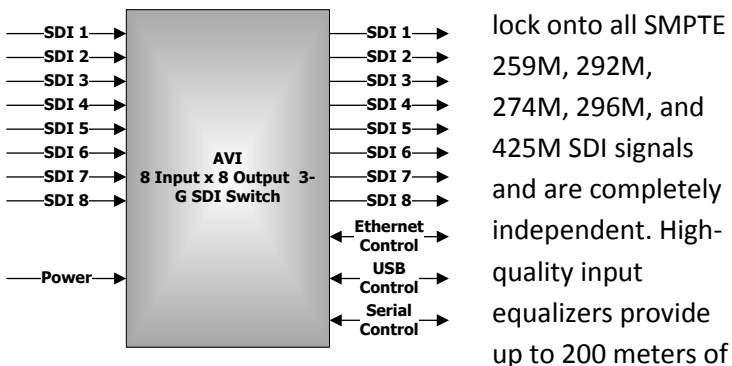 SDI 1
SDI 2
SDI 3
SDI 4
SDI 5
SDI 6
SDI 7
SDI 8
Power
AVI
8 Input x 8 Output 3-
G SDI Switch
SDI 1
SDI 2
SDI 3
SDI 4
SDI 5
SDI 6
SDI 7
SDI 8
Ethernet
Control
USB
Control
Serial
Control
lock onto all SMPTE
259M, 292M,
274M, 296M, and
425M SDI signals
and are completely
independent. High-
quality input
equalizers provide
up to 200 meters of